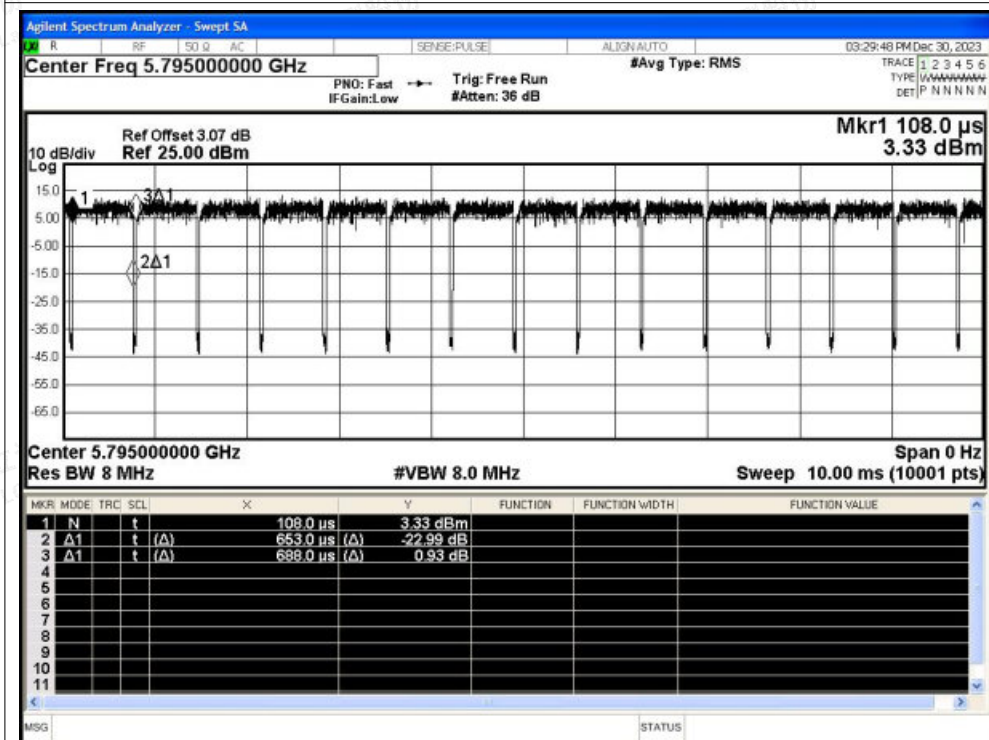 Agilent Spectrum Analyzer - Swept SA
R RF 50 Ω AC SENSE:PULSE ALIGN AUTO 03:29:48 PM Dec 30, 2023
Center Freq 5.795000000 GHz
#Avg Type: RMS
TRACE 1 2 3 4 5 6
PNO: Fast Trig: Free Run
TYPE
IFGain:Low #Atten: 36 dB
DET P N N N N N
Mkr1 108.0 µs
3.33 dBm
Ref Offset 3.07 dB
10 dB/div Ref 25.00 dBm
Log
15.0
5.00
-5.00
-15.0
-25.0
-35.0
-45.0
-55.0
-65.0
1
3Δ1
2Δ1
Center 5.795000000 GHz Span 0 Hz
Res BW 8 MHz #VBW 8.0 MHz Sweep 10.00 ms (10001 pts)
MKR MODE TRC SCL X Y FUNCTION FUNCTION WIDTH FUNCTION VALUE
1 N t 108.0 µs 3.33 dBm
2 Δ1 t (Δ) 653.0 µs (Δ) -22.99 dB
3 Δ1 t (Δ) 688.0 µs (Δ) 0.93 dB
4
5
6
7
8
9
10
11
MSG STATUS